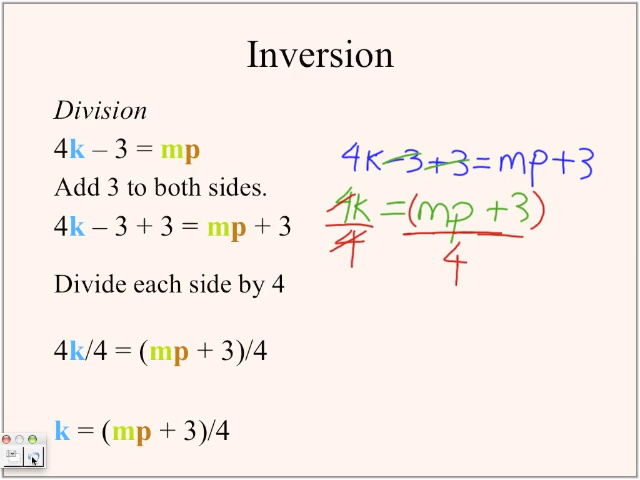 Inversion
Division
4k – 3 = mp
Add 3 to both sides.
4k – 3 + 3 = mp + 3
Divide each side by 4
4k/4 = (mp + 3)/4
k = (mp + 3)/4
4k-3+3=mp+3
4k =(mp+3)
4 4